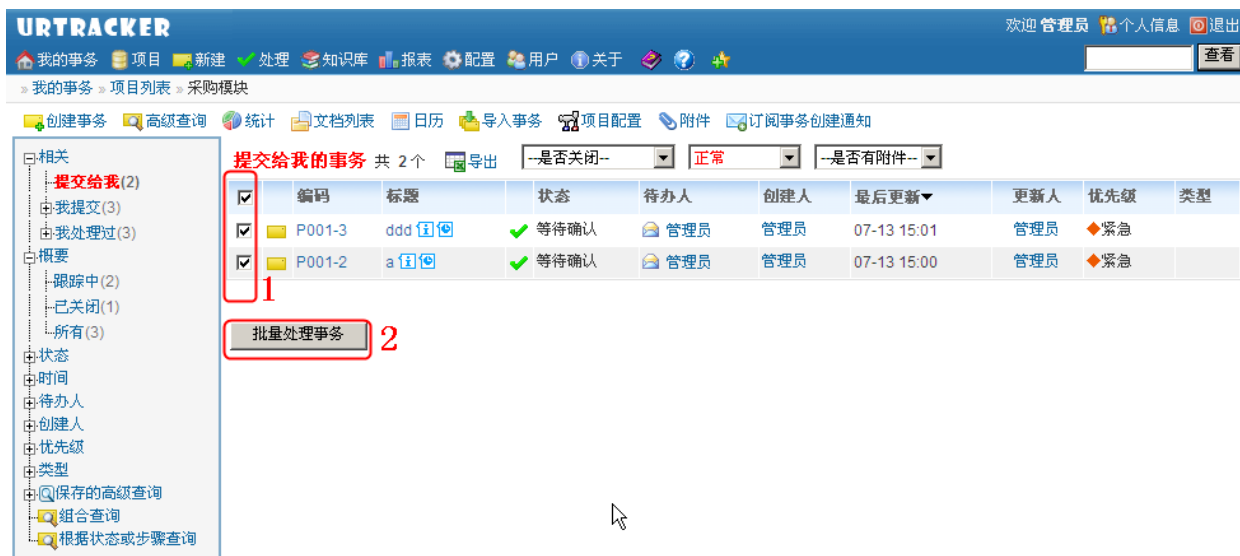 URTRACKER
欢迎 管理员 个人信息 退出
我的事务 项目 新建 处理 知识库 报表 配置 用户 关于
查看
» 我的事务 » 项目列表 » 采购模块
创建事务 高级查询 统计 文档列表 日历 导入事务 项目配置 附件 订阅事务创建通知
相关
提交给我(2)
我提交(3)
我处理过(3)
概要
跟踪中(2)
已关闭(1)
所有(3)
状态
时间
待办人
创建人
优先级
类型
保存的高级查询
组合查询
根据状态或步骤查询
提交给我的事务 共 2个 导出 --是否关闭-- 正常 --是否有附件--
编码 标题 状态 待办人 创建人 最后更新▼ 更新人 优先级 类型
P001-3 ddd 等待确认 管理员 管理员 07-13 15:01 管理员 ◆紧急
P001-2 a 等待确认 管理员 管理员 07-13 15:00 管理员 ◆紧急
1
批量处理事务 2